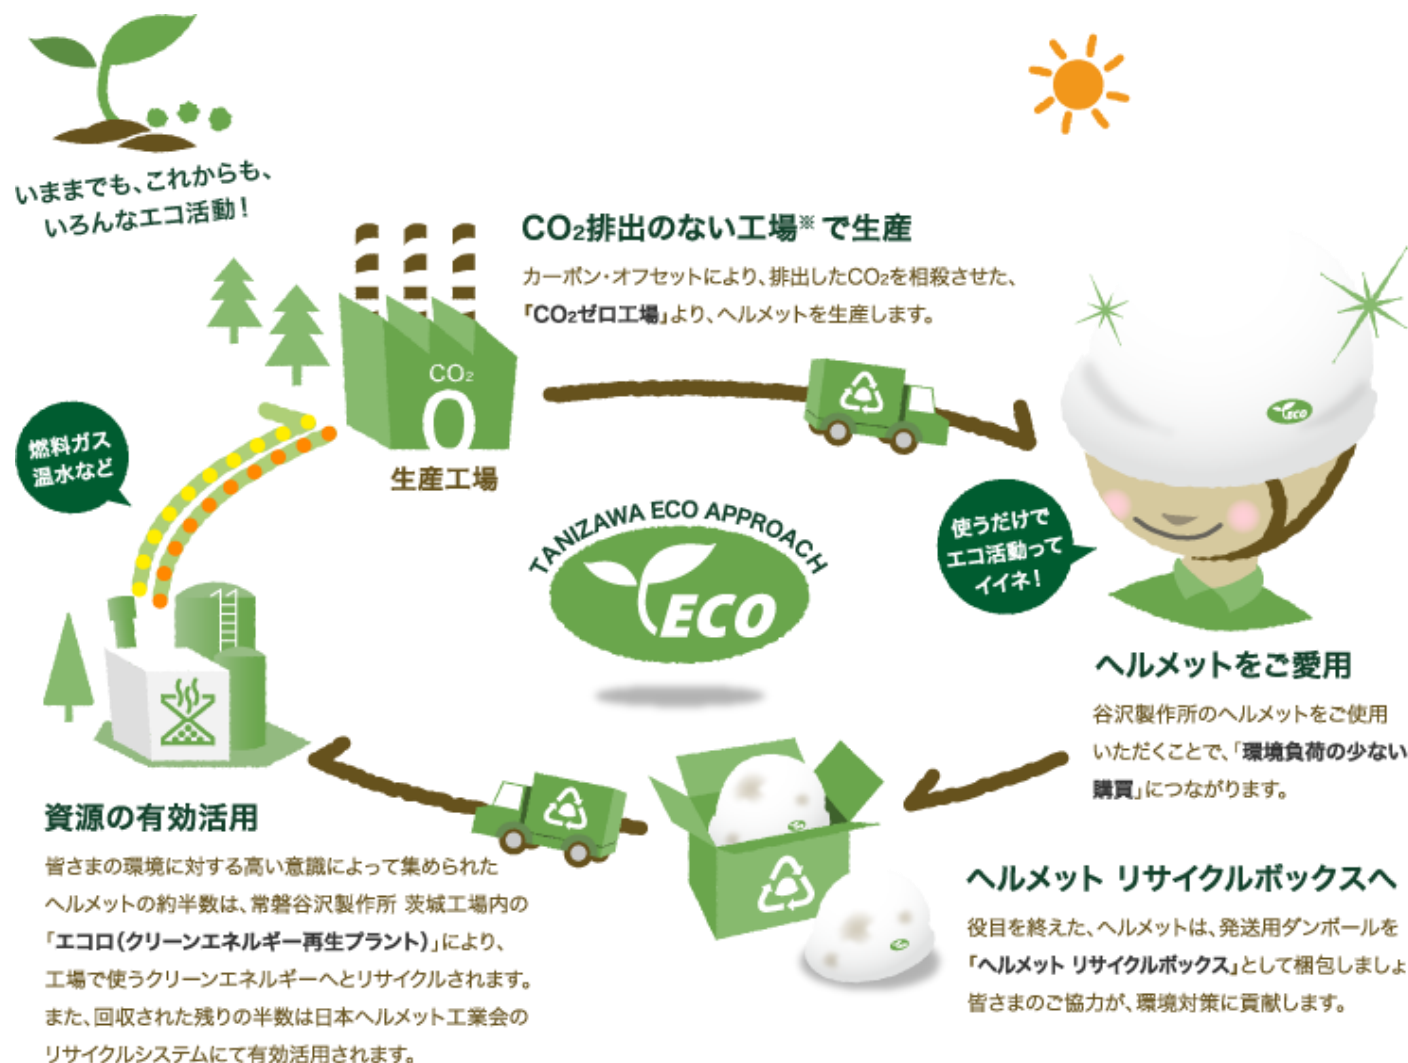 いままでも、これからも、
いろんなエコ活動！
CO₂排出のない工場※で生産
カーボン・オフセットにより、排出したCO₂を相殺させた、
「CO₂ゼロ工場」より、ヘルメットを生産します。
CO₂
0
生産工場
燃料ガス
温水など
TANIZAWA ECO APPROACH
ECO
ECO
使うだけで
エコ活動って
イイネ！
ヘルメットをご愛用
谷沢製作所のヘルメットをご使用
いただくことで、「環境負荷の少ない
購買」につながります。
ヘルメット リサイクルボックスへ
役目を終えた、ヘルメットは、発送用ダンボールを
「ヘルメット リサイクルボックス」として梱包しましょ
皆さまのご協力が、環境対策に貢献します。
資源の有効活用
皆さまの環境に対する高い意識によって集められた
ヘルメットの約半数は、常磐谷沢製作所 茨城工場内の
「エコロ（クリーンエネルギー再生プラント）」により、
工場で使うクリーンエネルギーへとリサイクルされます。
また、回収された残りの半数は日本ヘルメット工業会の
リサイクルシステムにて有効活用されます。